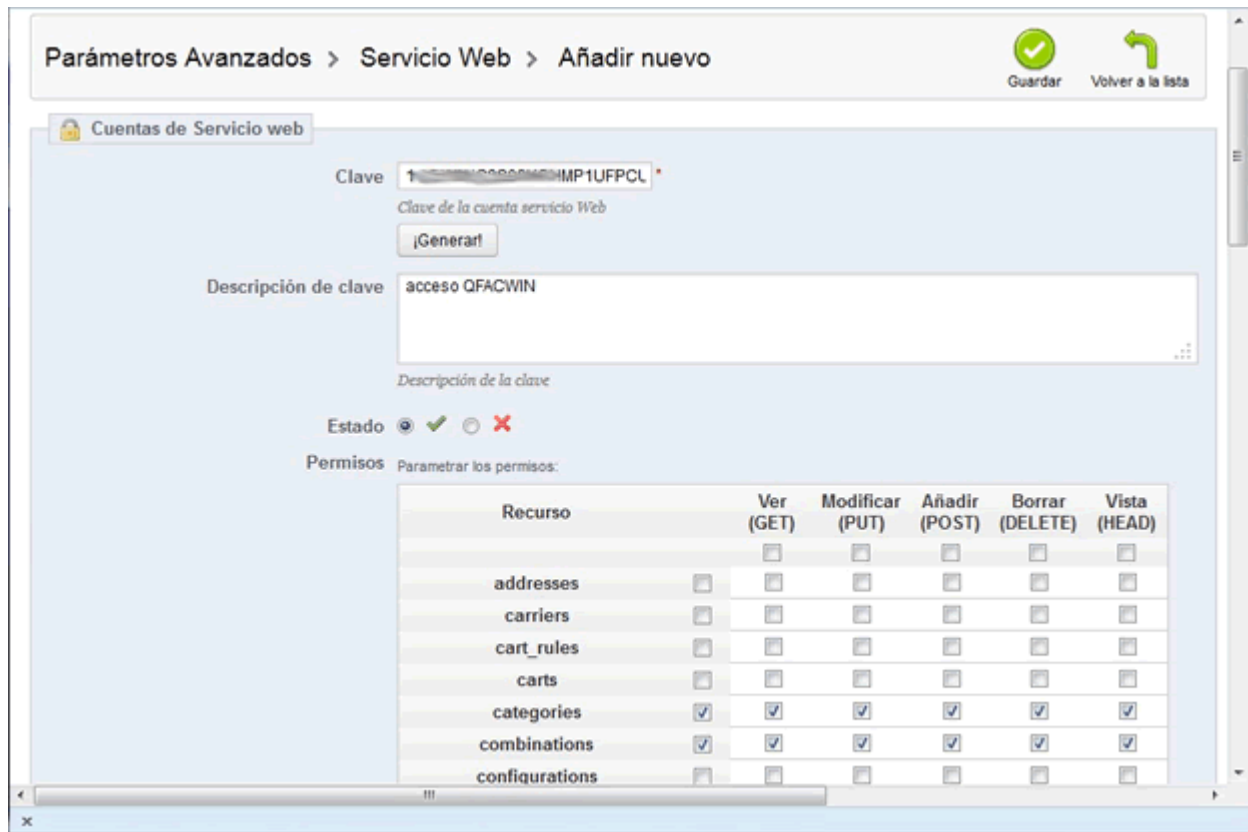 Parámetros Avanzados > Servicio Web > Añadir nuevo
Guardar
Volver a la lista
Cuentas de Servicio web
Clave
HMP1UFPCU *
Clave de la cuenta servicio Web
¡Generar!
Descripción de clave
acceso QFACWIN
Descripción de la clave
Estado
Permisos Parametrar los permisos:
Recurso Ver (GET) Modificar (PUT) Añadir (POST) Borrar (DELETE) Vista (HEAD)
addresses
carriers
cart_rules
carts
categories
combinations
configurations